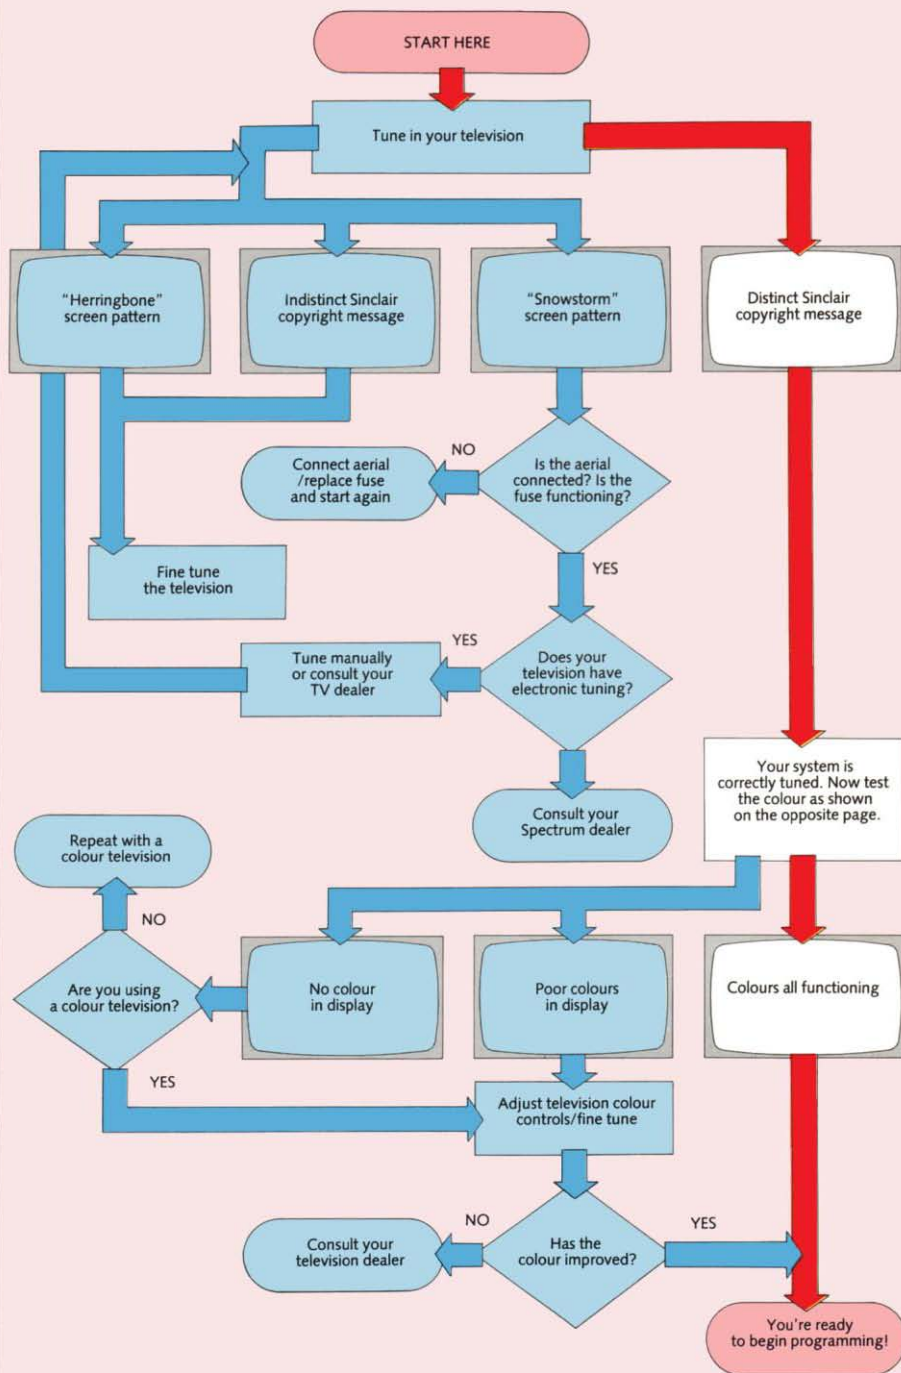 START HERE
Tune in your television
"Herringbone"
screen pattern
Indistinct Sinclair
copyright message
"Snowstorm"
screen pattern
Distinct Sinclair
copyright message
NO
Connect aerial
/replace fuse
and start again
Is the aerial
connected? Is the
fuse functioning?
YES
Fine tune
the television
YES
Tune manually
or consult your
TV dealer
Does your
television have
electronic tuning?
Your system is
correctly tuned. Now test
the colour as shown
on the opposite page.
Consult your
Spectrum dealer
Repeat with a
colour television
NO
Are you using
a colour television?
No colour
in display
Poor colours
in display
Colours all functioning
YES
Adjust television colour
controls/fine tune
NO
YES
Consult your
television dealer
Has the
colour improved?
You're ready
to begin programming!